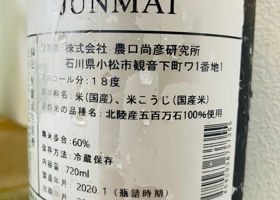 JUNMAI
株式会社 農口尚彦研究所
石川県小松市観音下町ワ1番地1
アルコール分：18度
原材料名：米(国産)、米こうじ(国産米)
原料米の品種名：北陸産五百万石100%使用
精米歩合：60%
保存方法：冷蔵保存
内容量：720ml
製造年月：2020.1（瓶詰時期）